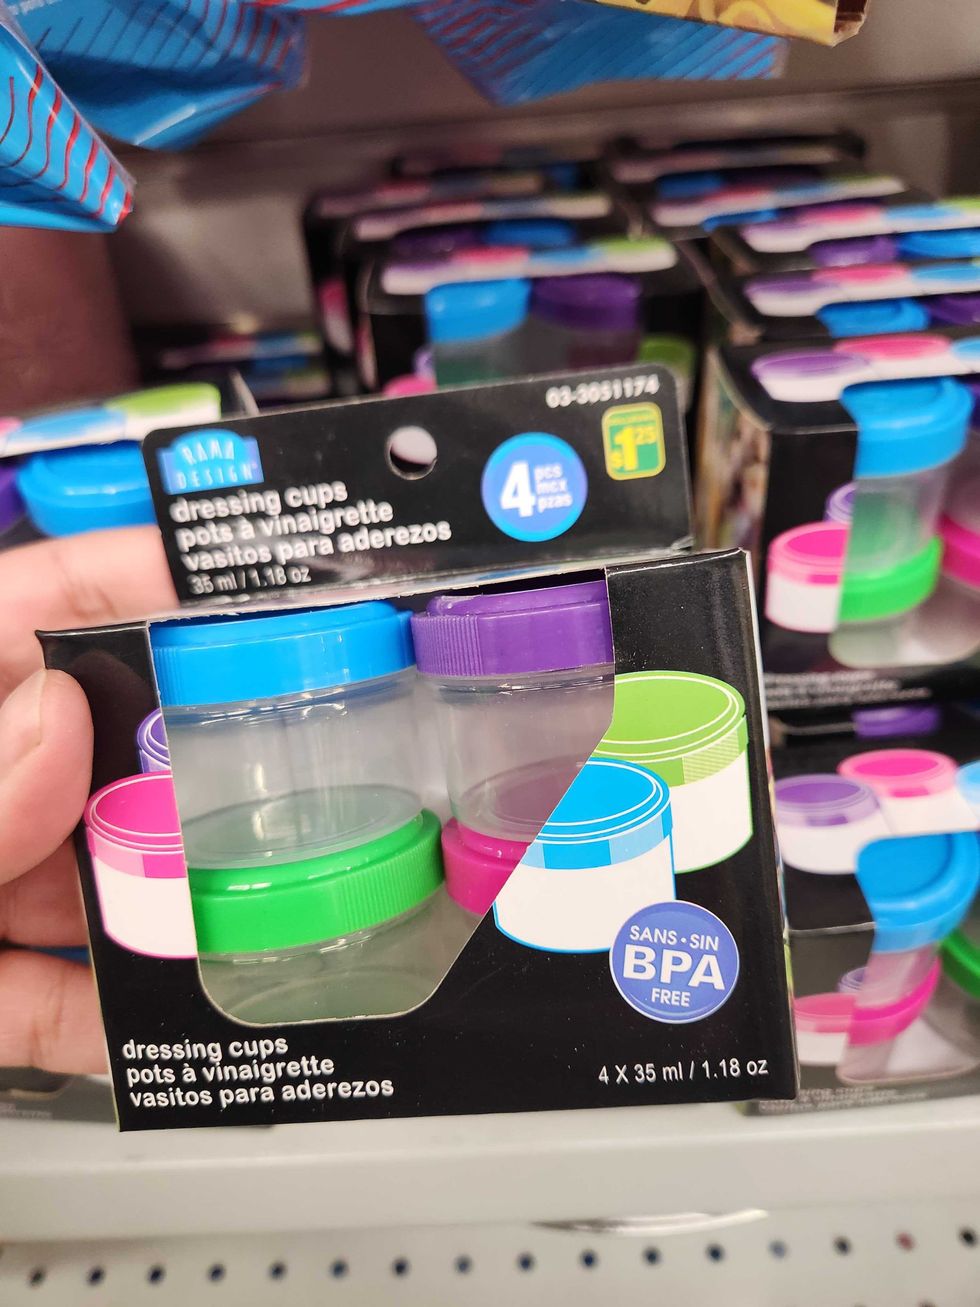 03-3051174
RAMA
DESIGN
dressing cups
pots à vinaigrette
vasitos para aderezos
35 ml / 1.18 oz
4 pcs
mcx
pzas
$1.25
SANS • SIN
BPA
FREE
dressing cups
pots à vinaigrette
vasitos para aderezos
4 X 35 ml / 1.18 oz